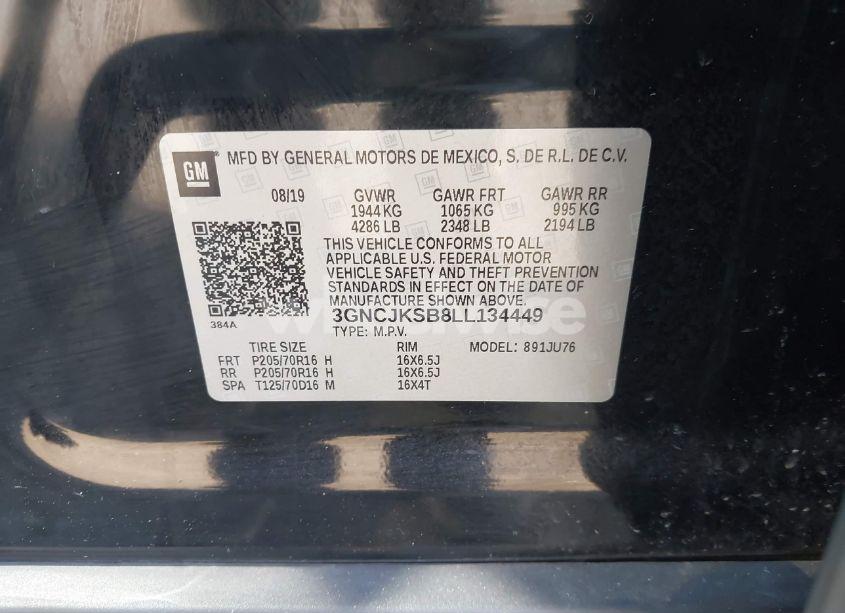 GM MFD BY GENERAL MOTORS DE MEXICO, S. DE R.L. DE C.V.
08/19 GVWR GAWR FRT GAWR RR
1944 KG 1065 KG 995 KG
4286 LB 2348 LB 2194 LB
THIS VEHICLE CONFORMS TO ALL
APPLICABLE U.S. FEDERAL MOTOR
VEHICLE SAFETY AND THEFT PREVENTION
STANDARDS IN EFFECT ON THE DATE OF
MANUFACTURE SHOWN ABOVE.
3GNCJKSB8LL134449
384A TYPE: M.P.V.
TIRE SIZE RIM MODEL: 891JU76
FRT P205/70R16 H 16X6.5J
RR P205/70R16 H 16X6.5J
SPA T125/70D16 M 16X4T